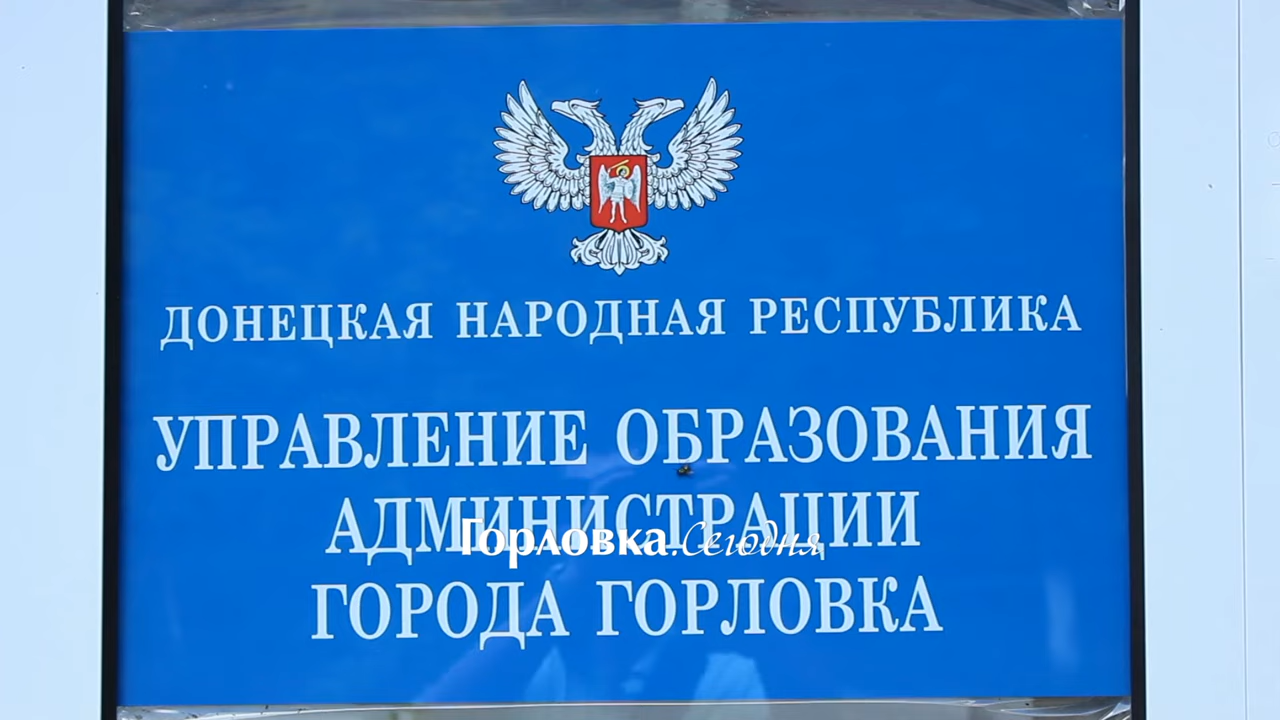 ДОНЕЦКАЯ НАРОДНАЯ РЕСПУБЛИКА
УПРАВЛЕНИЕ ОБРАЗОВАНИЯ
АДМИНИСТРАЦИИ
Горловка.Сегодня
ГОРОДА ГОРЛОВКА